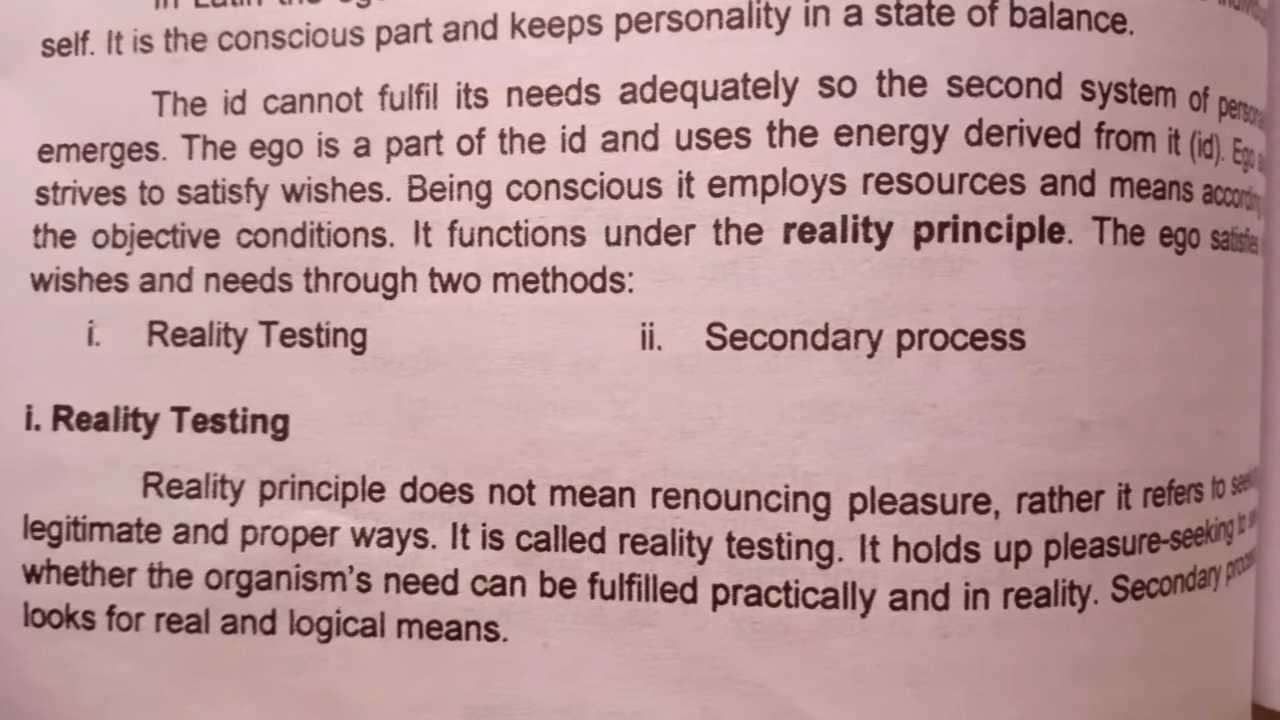 In Latin the
self. It is the conscious part and keeps personality in a state of balance.
The id cannot fulfil its needs adequately so the second system of
emerges. The ego is a part of the id and uses the energy derived from it (id). Ego
strives to satisfy wishes. Being conscious it employs resources and means
the objective conditions. It functions under the reality principle. The ego satisfies
wishes and needs through two methods:
i. Reality Testing ii. Secondary process
i. Reality Testing
Reality principle does not mean renouncing pleasure, rather it refers to
legitimate and proper ways. It is called reality testing. It holds up pleasure-seeking to
whether the organism's need can be fulfilled practically and in reality. Secondary
looks for real and logical means.